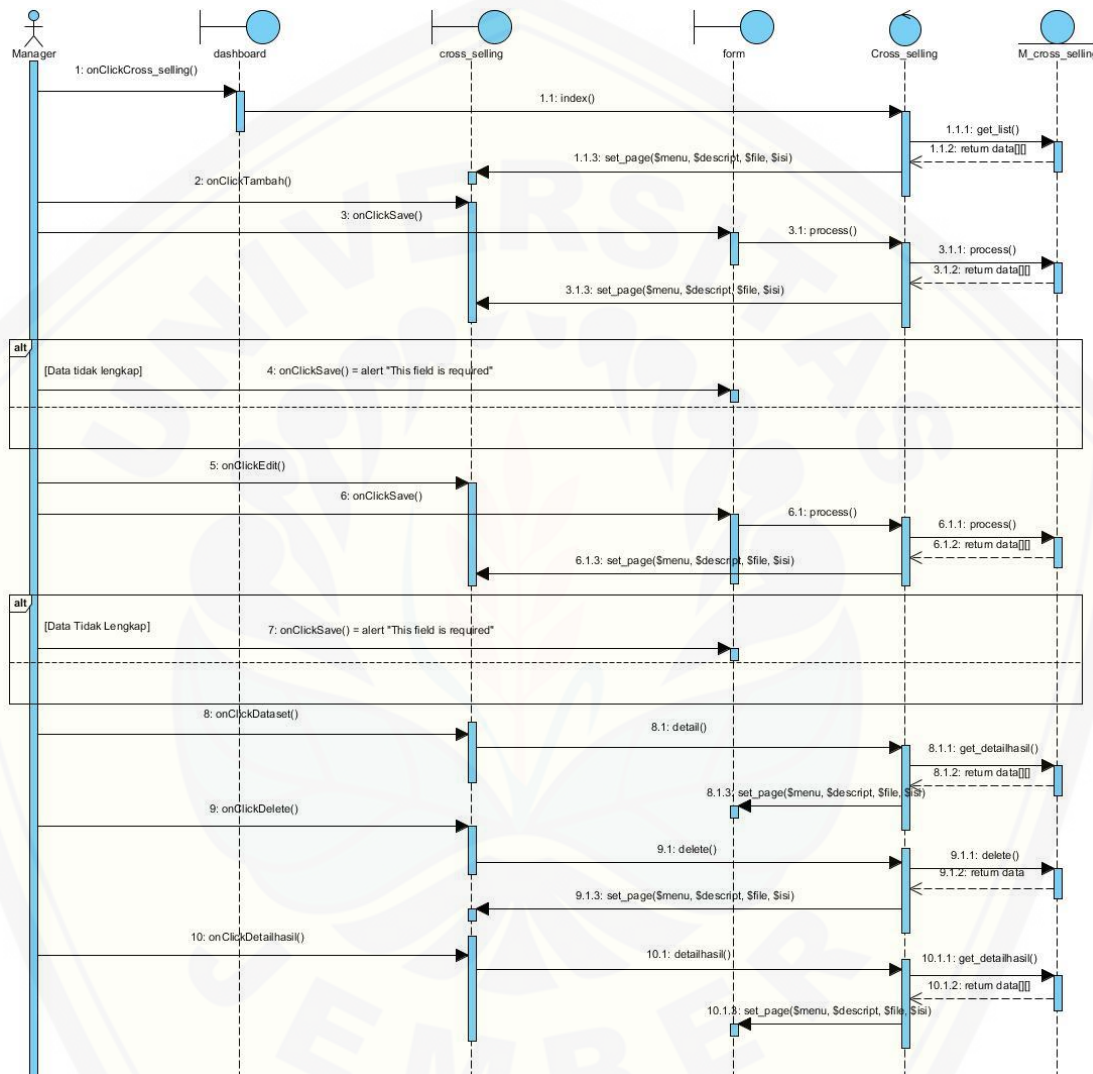 Manager
dashboard
cross_selling
form
Cross_selling
M_cross_selling
1: onClickCross_selling()
1.1: index()
1.1.1: get_list()
1.1.2: return data[][]
1.1.3: set_page($menu, $descript, $file, $isi)
2: onClickTambah()
3: onClickSave()
3.1: process()
3.1.1: process()
3.1.2: return data[][]
3.1.3: set_page($menu, $descript, $file, $isi)
alt
[Data tidak lengkap]
4: onClickSave() = alert "This field is required"
5: onClickEdit()
6: onClickSave()
6.1: process()
6.1.1: process()
6.1.2: return data[][]
6.1.3: set_page($menu, $descript, $file, $isi)
alt
[Data Tidak Lengkap]
7: onClickSave() = alert "This field is required"
8: onClickDataset()
8.1: detail()
8.1.1: get_detailhasil()
8.1.2: return data[][]
8.1.3: set_page($menu, $descript, $file, $isi)
9: onClickDelete()
9.1: delete()
9.1.1: delete()
9.1.2: return data
9.1.3: set_page($menu, $descript, $file, $isi)
10: onClickDetailhasil()
10.1: detailhasil()
10.1.1: get_detailhasil()
10.1.2: return data[][]
10.1.3: set_page($menu, $descript, $file, $isi)
UNIVERSITAS
JEMBER